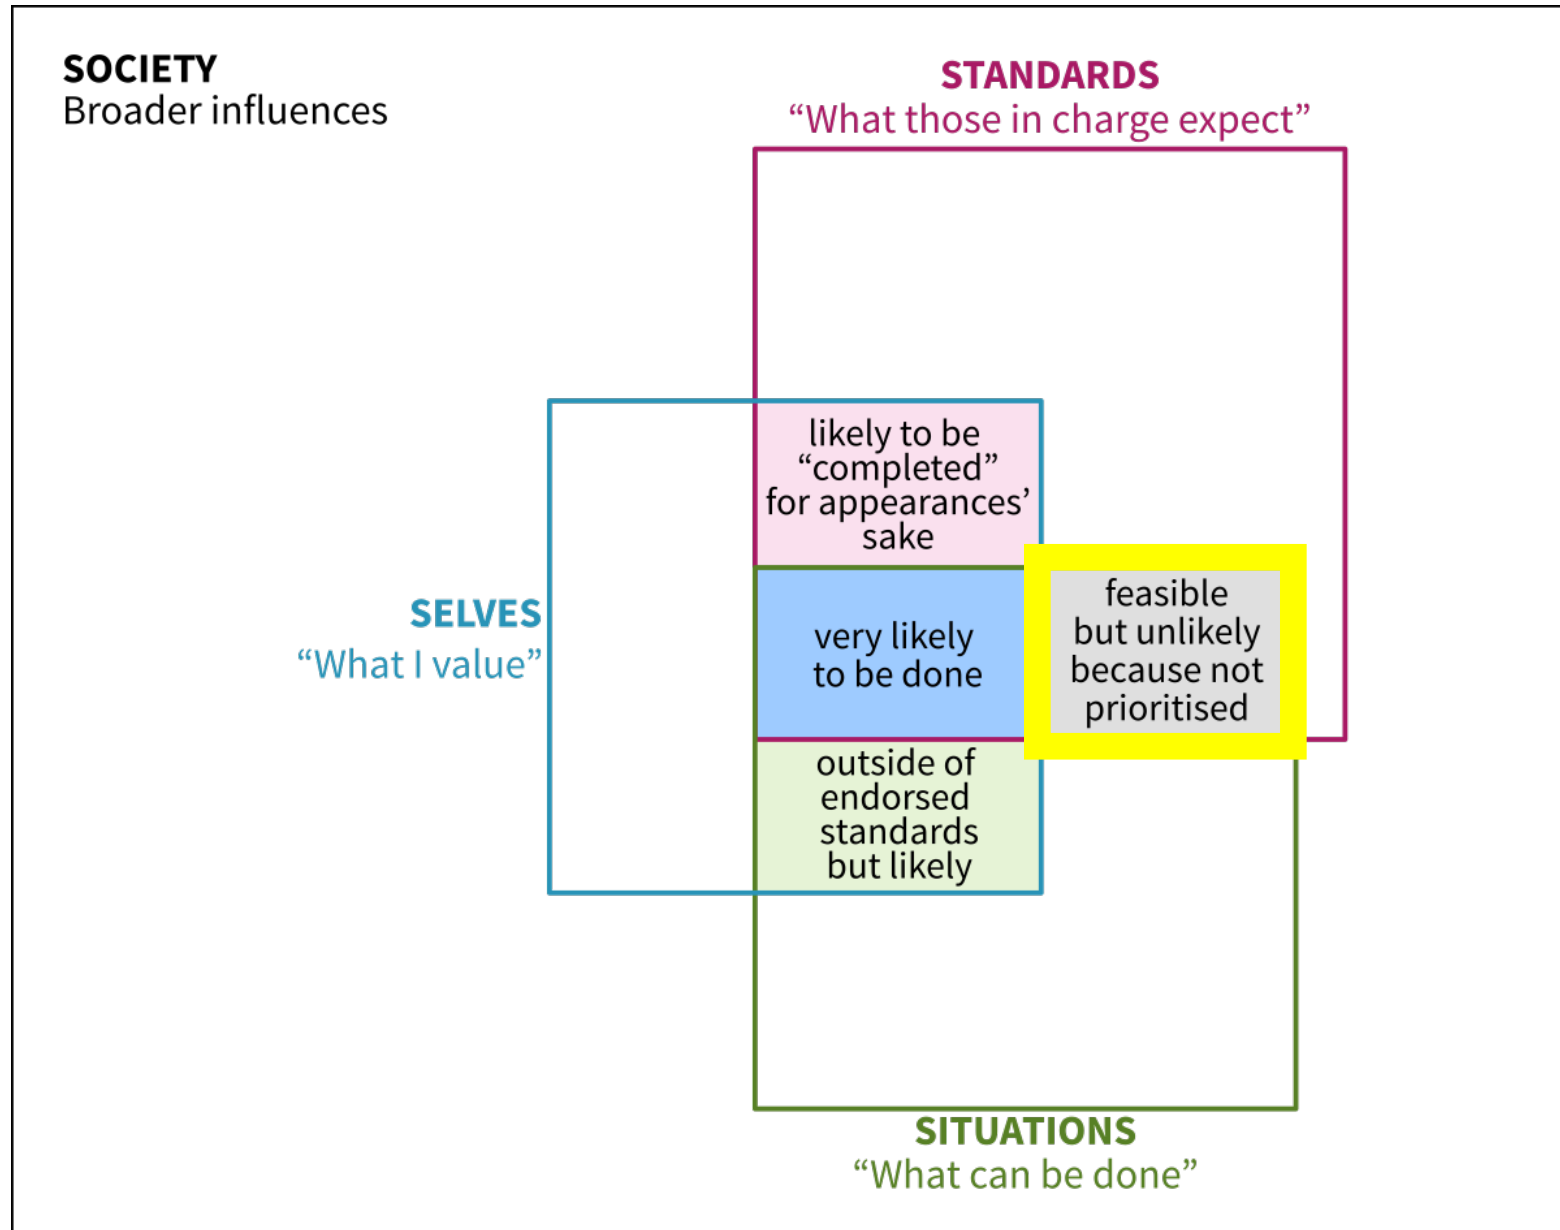 SOCIETY
Broader influences
STANDARDS
“What those in charge expect”
likely to be
“completed”
for appearances’
sake
SELVES
“What I value”
very likely
to be done
feasible
but unlikely
because not
prioritised
outside of
endorsed
standards
but likely
SITUATIONS
“What can be done”